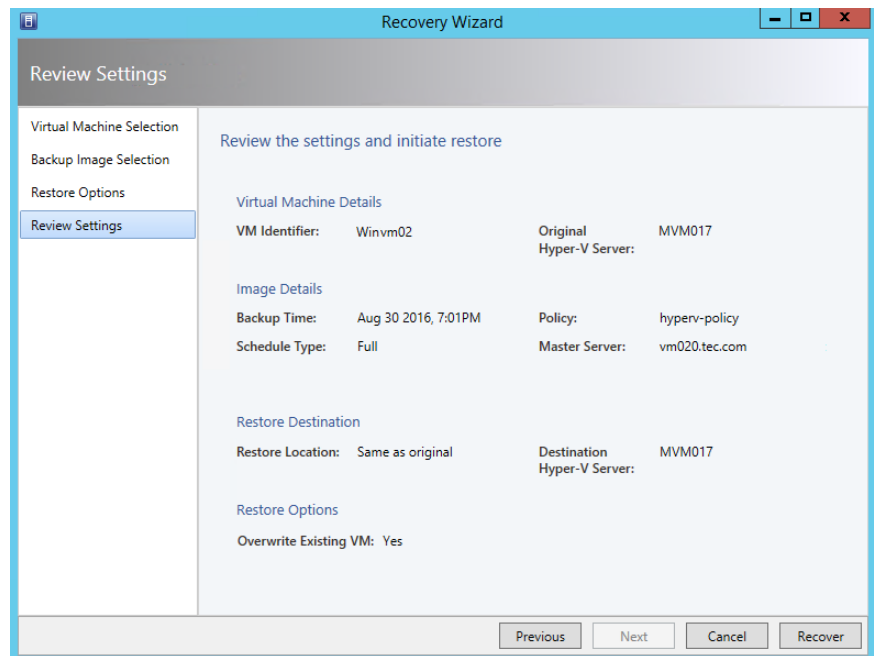 Recovery Wizard
Review Settings
Virtual Machine Selection
Backup Image Selection
Restore Options
Review Settings
Review the settings and initiate restore
Virtual Machine Details
VM Identifier: Winvm02 Original Hyper-V Server: MVM017
Image Details
Backup Time: Aug 30 2016, 7:01PM Policy: hyperv-policy
Schedule Type: Full Master Server: vm020.tec.com
Restore Destination
Restore Location: Same as original Destination Hyper-V Server: MVM017
Restore Options
Overwrite Existing VM: Yes
Previous Next Cancel Recover